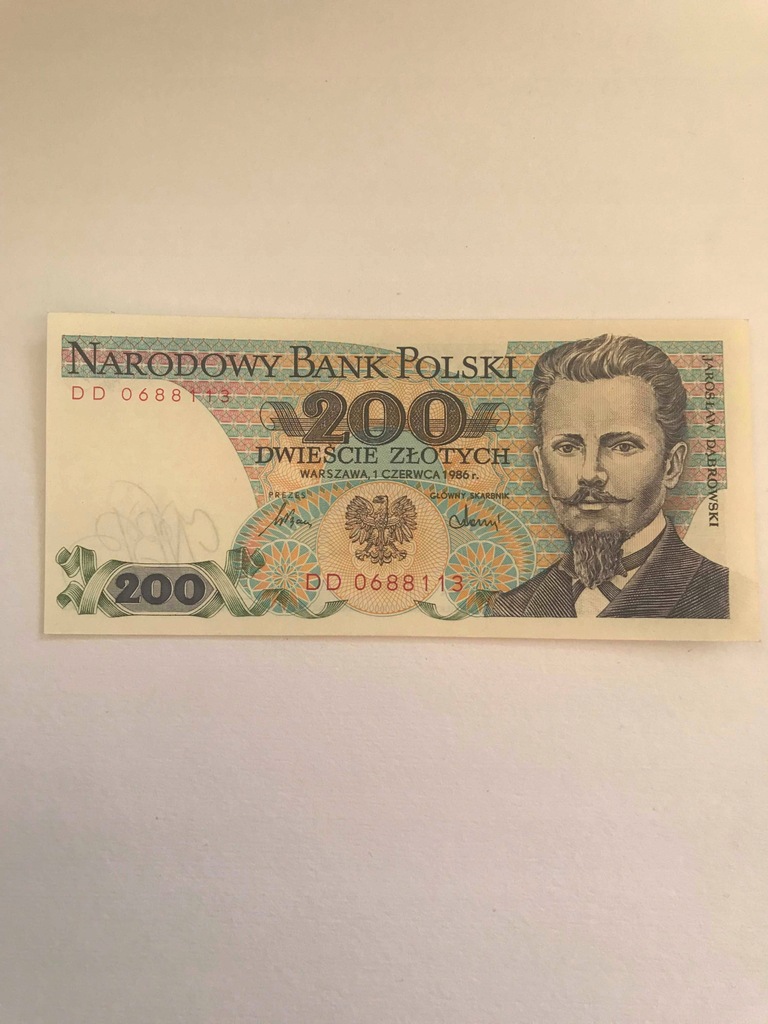 NARODOWY BANK POLSKI
DD 0688113
200
DWIEŚCIE ZŁOTYCH
WARSZAWA, 1 CZERWCA 1986 r.
PREZES
GŁÓWNY SKARBNIK
DD 0688113
200
JAROSŁAW DĄBROWSKI